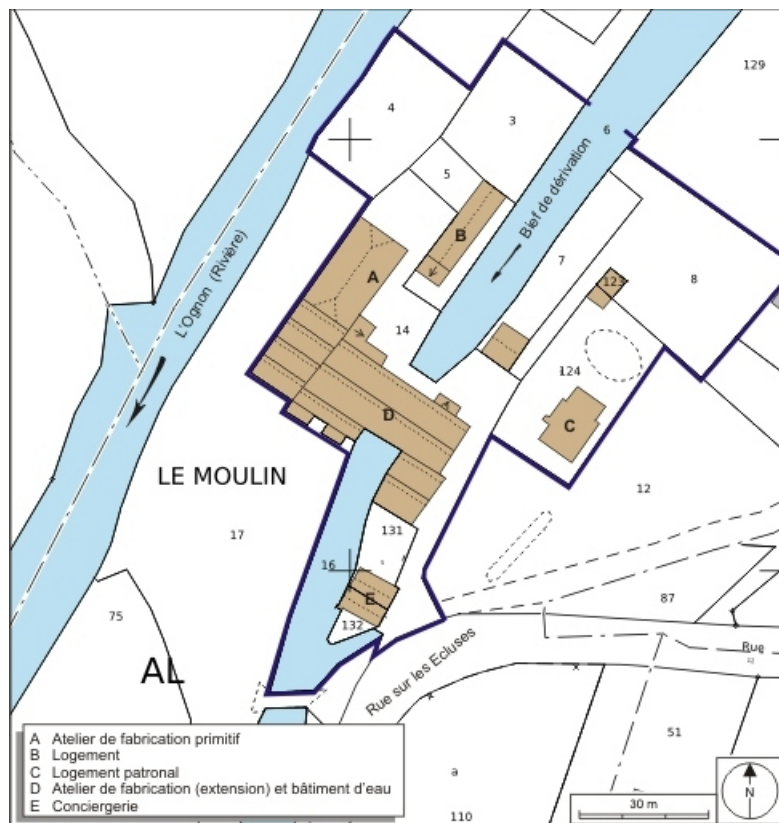 129
4
3
6
5
Bief de dérivation
B
L'Ognon (Rivière)
A
7
123
8
14
124
D
C
LE MOULIN
12
17
131
16
E
132
87
75
AL
Rue sur les Ecluses
Rue
51
a
110
A Atelier de fabrication primitif
B Logement
C Logement patronal
D Atelier de fabrication (extension) et bâtiment d'eau
E Conciergerie
30 m
N